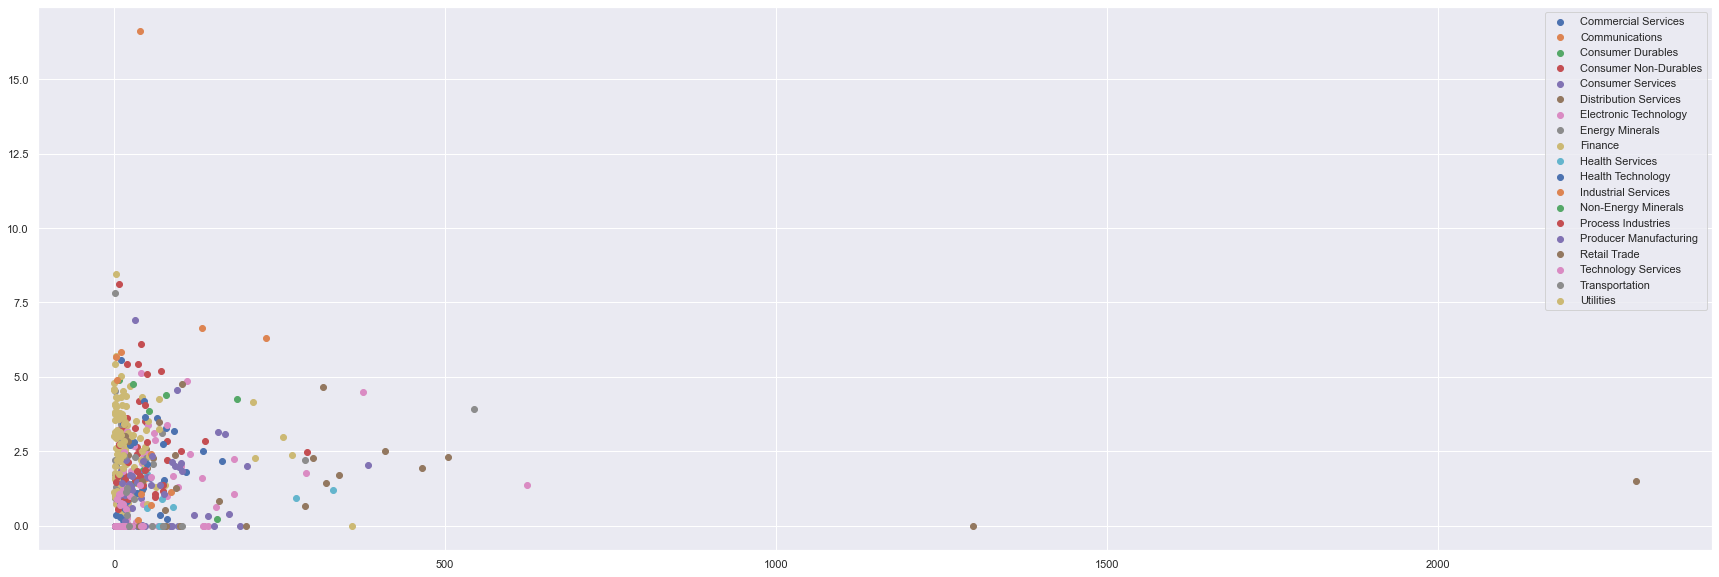 15.0
12.5
10.0
7.5
5.0
2.5
0.0
0
500
1000
1500
2000
Commercial Services
Communications
Consumer Durables
Consumer Non-Durables
Consumer Services
Distribution Services
Electronic Technology
Energy Minerals
Finance
Health Services
Health Technology
Industrial Services
Non-Energy Minerals
Process Industries
Producer Manufacturing
Retail Trade
Technology Services
Transportation
Utilities